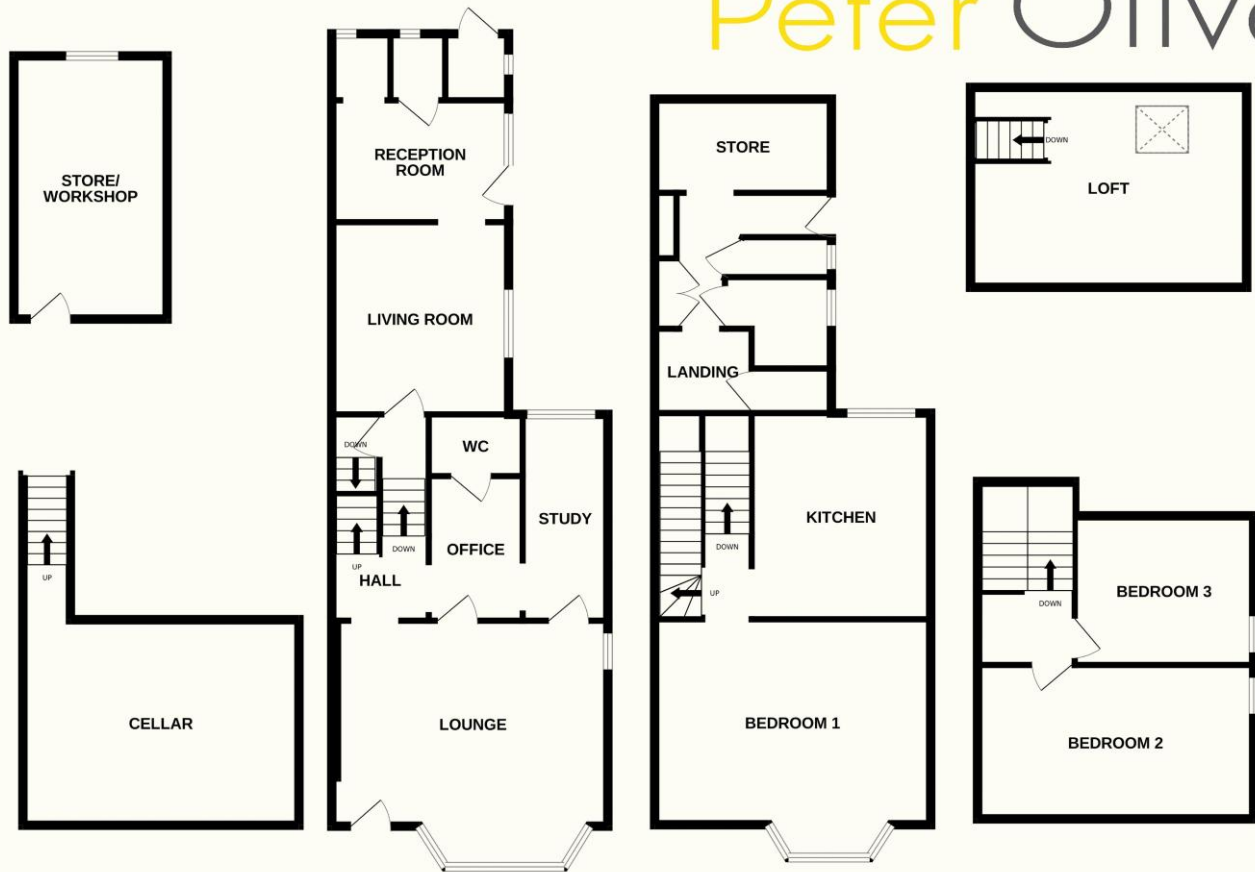 Peter
STORE/
WORKSHOP
RECEPTION
ROOM
LIVING ROOM
DOWN
WC
STUDY
OFFICE
DOWN
UP
HALL
LOUNGE
UP
CELLAR
STORE
LANDING
KITCHEN
DOWN
UP
BEDROOM 1
DOWN
LOFT
BEDROOM 3
DOWN
BEDROOM 2